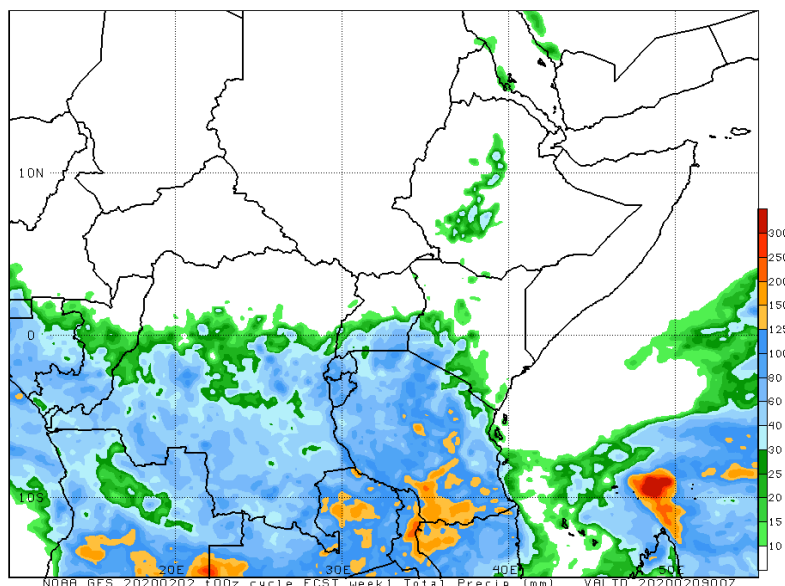 10N
0
10S
20E
30E
40E
50E
300
250
200
150
125
100
80
60
40
30
25
20
15
10
NOAA GFS 20200202 t00z cycle FCST week1 Total Precip (mm) VALID 2020020900Z